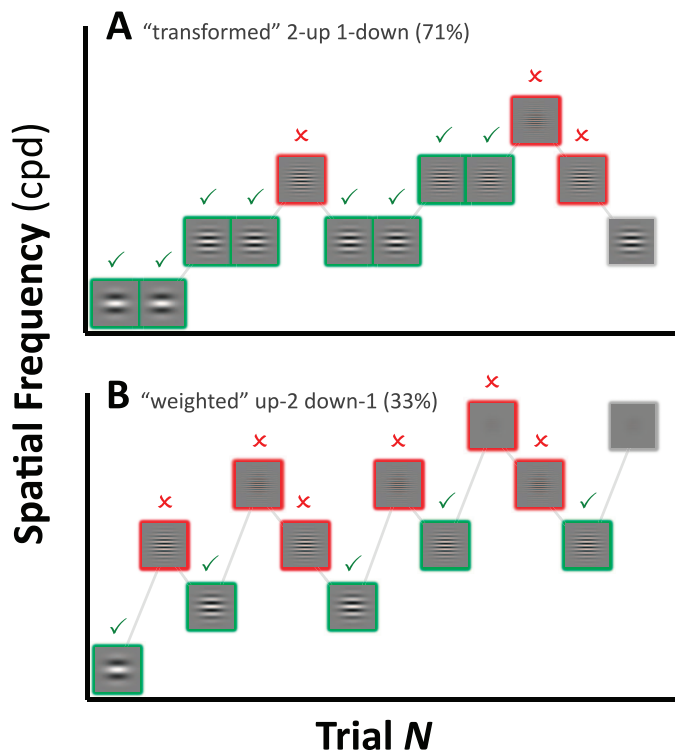 A "transformed" 2-up 1-down (71%)
B "weighted" up-2 down-1 (33%)
Spatial Frequency (cpd)
Trial N